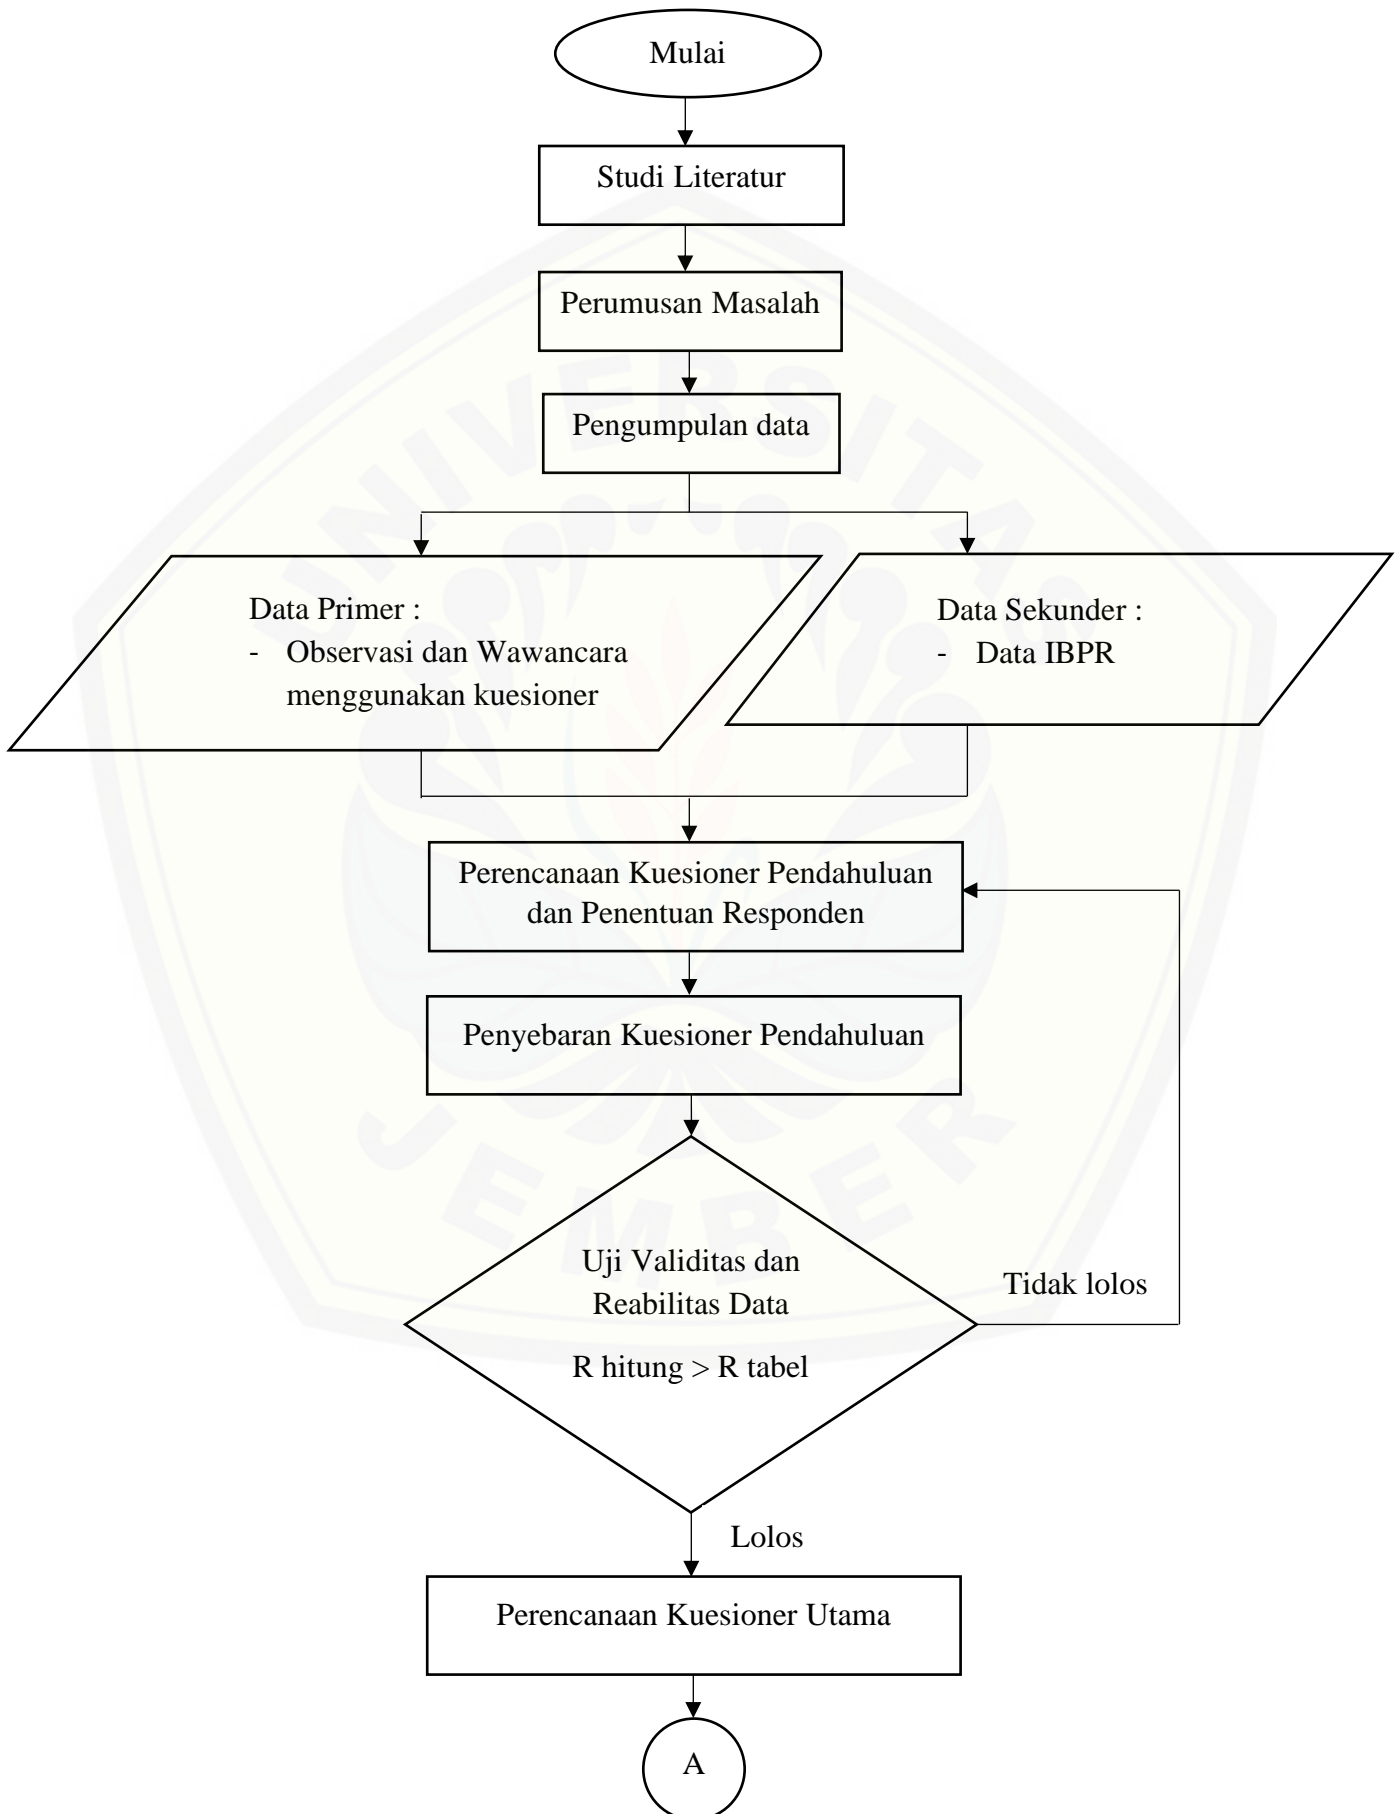 Mulai
Studi Literatur
Perumusan Masalah
Pengumpulan data
Data Primer :
- Observasi dan Wawancara
menggunakan kuesioner
Data Sekunder :
- Data IBPR
Perencanaan Kuesioner Pendahuluan
dan Penentuan Responden
Penyebaran Kuesioner Pendahuluan
Uji Validitas dan
Reabilitas Data
R hitung > R tabel
Tidak lolos
Lolos
Perencanaan Kuesioner Utama
A
UNIVERSITAS
JEMBER